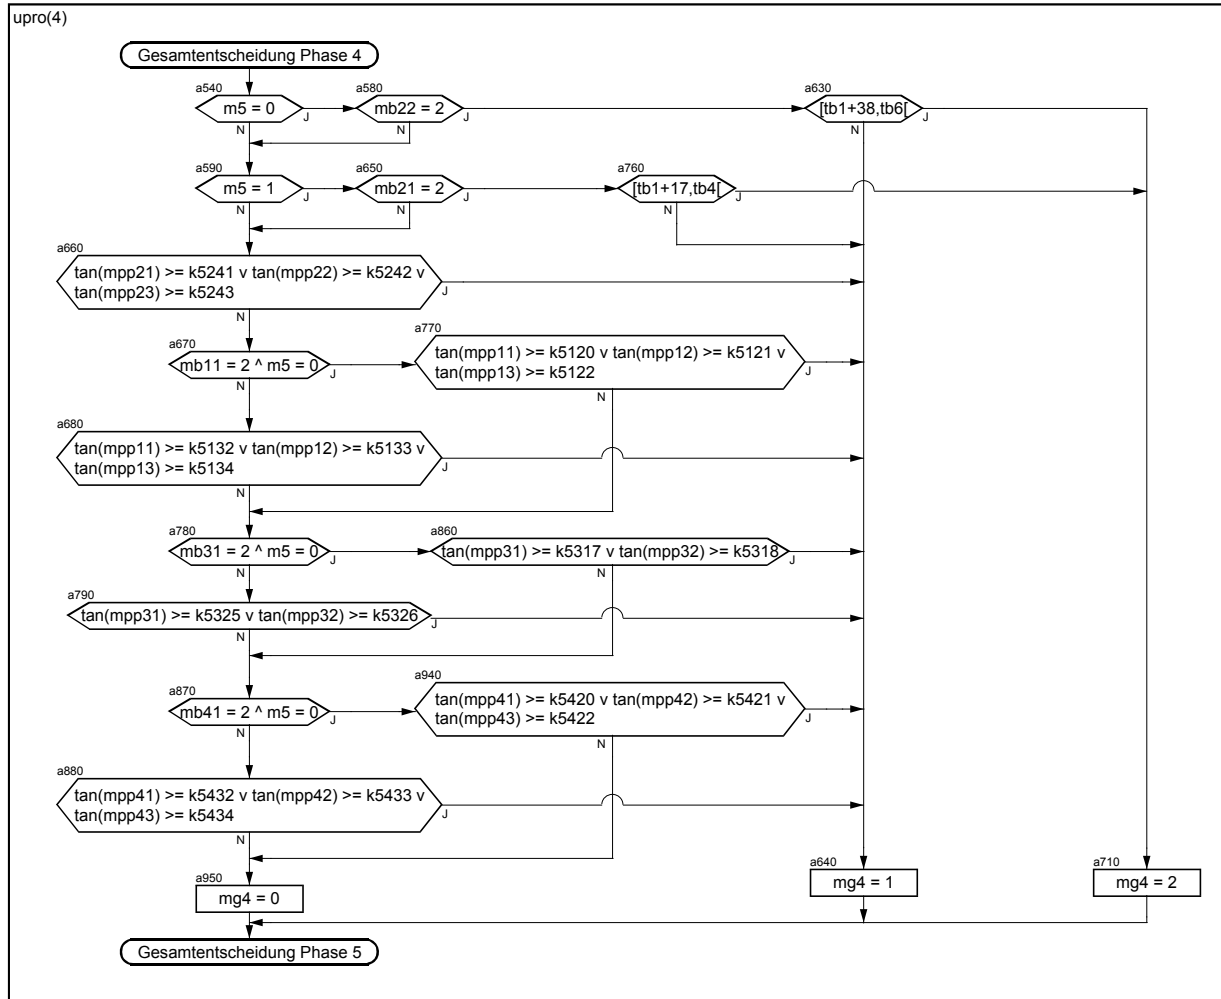 upro(4)
Gesamtentscheidung Phase 4
a540
m5 = 0
J
N
a580
mb22 = 2
J
N
a630
[tb1+38,tb6[
J
N
a590
m5 = 1
J
N
a650
mb21 = 2
J
N
a760
[tb1+17,tb4[
J
N
a660
tan(mpp21) >= k5241 v tan(mpp22) >= k5242 v
tan(mpp23) >= k5243
J
N
a670
mb11 = 2 ^ m5 = 0
J
N
a770
tan(mpp11) >= k5120 v tan(mpp12) >= k5121 v
tan(mpp13) >= k5122
J
N
a680
tan(mpp11) >= k5132 v tan(mpp12) >= k5133 v
tan(mpp13) >= k5134
J
N
a780
mb31 = 2 ^ m5 = 0
J
N
a860
tan(mpp31) >= k5317 v tan(mpp32) >= k5318
J
N
a790
tan(mpp31) >= k5325 v tan(mpp32) >= k5326
J
N
a870
mb41 = 2 ^ m5 = 0
J
N
a940
tan(mpp41) >= k5420 v tan(mpp42) >= k5421 v
tan(mpp43) >= k5422
J
N
a880
tan(mpp41) >= k5432 v tan(mpp42) >= k5433 v
tan(mpp43) >= k5434
J
N
a950
mg4 = 0
a640
mg4 = 1
a710
mg4 = 2
Gesamtentscheidung Phase 5